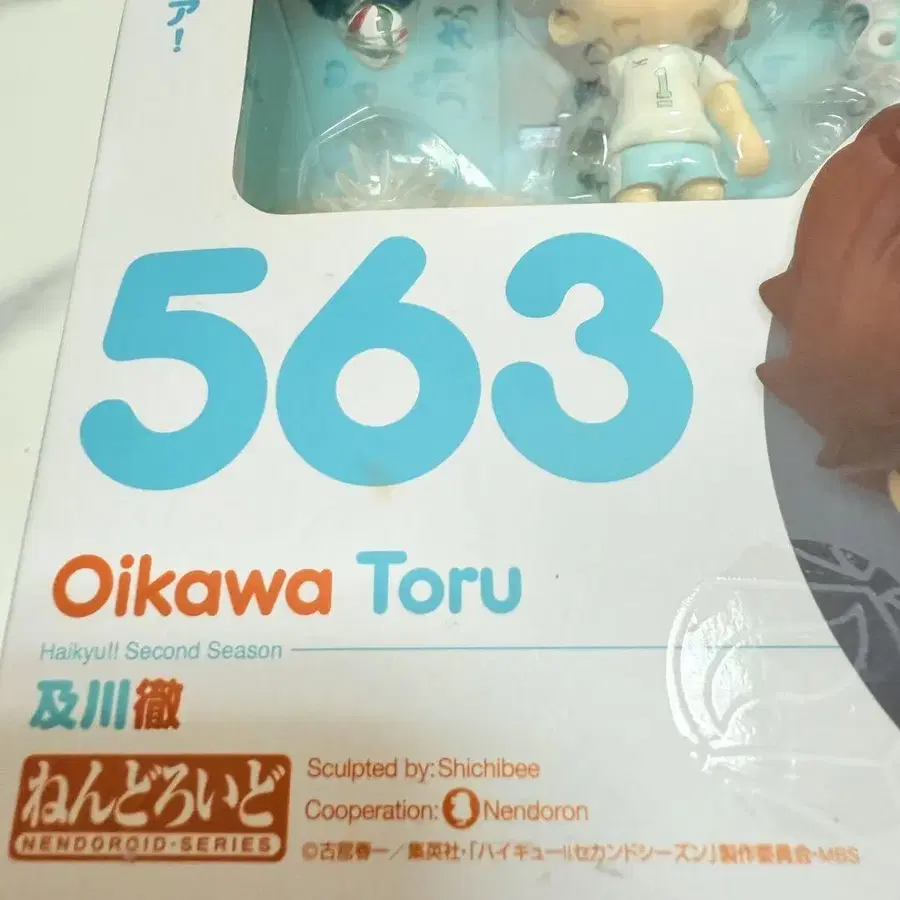 ア!
1
563
Oikawa Toru
Haikyu!! Second Season
及川徹
ねんどろいど
NENDOROID·SERIES
Sculpted by: Shichibee
Cooperation: Nendoron
©古舘春一／集英社・「ハイキュー!!セカンドシーズン」製作委員会・MBS